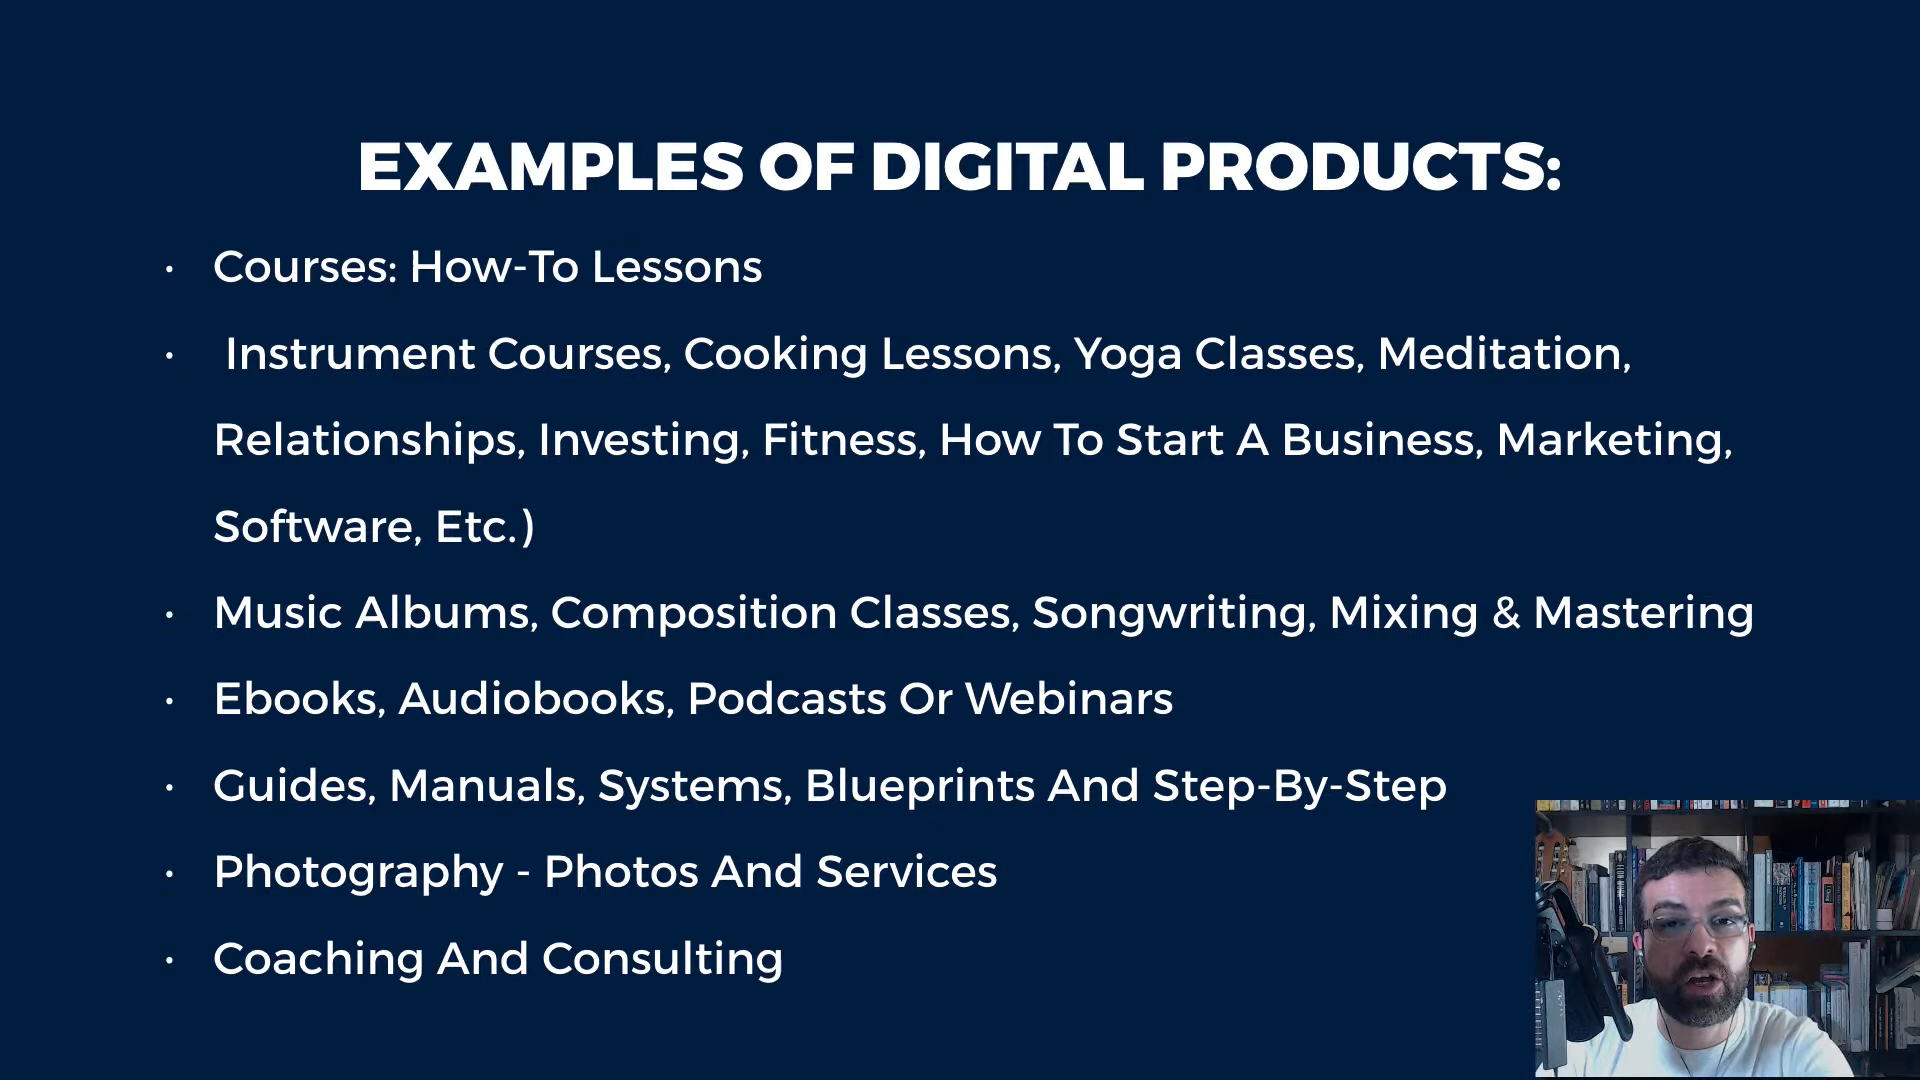 EXAMPLES OF DIGITAL PRODUCTS:
· Courses: How-To Lessons
· Instrument Courses, Cooking Lessons, Yoga Classes, Meditation,
Relationships, Investing, Fitness, How To Start A Business, Marketing,
Software, Etc.)
· Music Albums, Composition Classes, Songwriting, Mixing & Mastering
· Ebooks, Audiobooks, Podcasts Or Webinars
· Guides, Manuals, Systems, Blueprints And Step-By-Step
· Photography - Photos And Services
· Coaching And Consulting